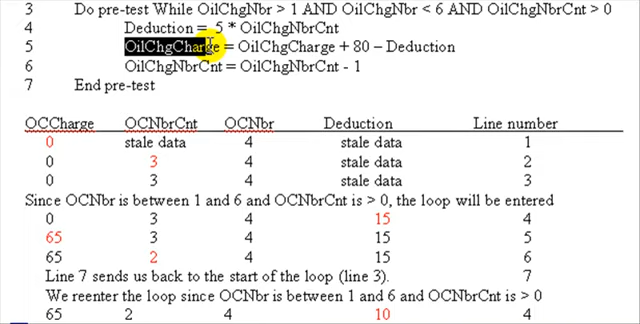 3 Do pre-test While OilChgNbr > 1 AND OilChgNbr < 6 AND OilChgNbrCnt > 0
4 Deduction = 5 * OilChgNbrCnt
5 OilChgCharge = OilChgCharge + 80 – Deduction
6 OilChgNbrCnt = OilChgNbrCnt - 1
7 End pre-test
OCCharge OCNbrCnt OCNbr Deduction Line number
0 stale data 4 stale data 1
0 3 4 stale data 2
0 3 4 stale data 3
Since OCNbr is between 1 and 6 and OCNbrCnt is > 0, the loop will be entered
0 3 4 15 4
65 3 4 15 5
65 2 4 15 6
Line 7 sends us back to the start of the loop (line 3). 7
We reenter the loop since OCNbr is between 1 and 6 and OCNbrCnt is > 0
65 2 4 10 4